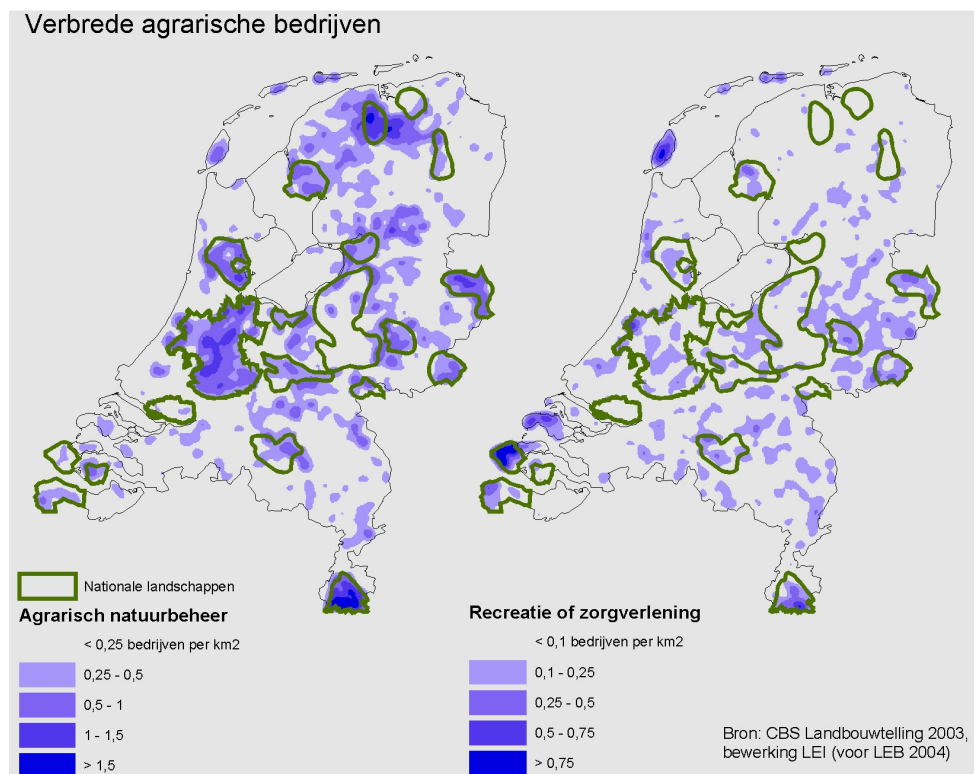 Verbrede agrarische bedrijven
Nationale landschappen
Agrarisch natuurbeheer
< 0,25 bedrijven per km2
0,25 - 0,5
0,5 - 1
1 - 1,5
> 1,5
Recreatie of zorgverlening
< 0,1 bedrijven per km2
0,1 - 0,25
0,25 - 0,5
0,5 - 0,75
> 0,75
Bron: CBS Landbouwtelling 2003,
bewerking LEI (voor LEB 2004)